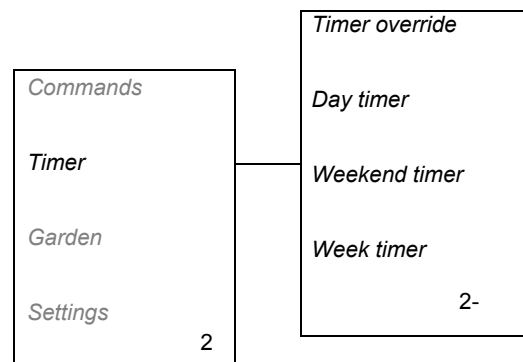 Commands
Timer
Garden
Settings
2
Timer override
Day timer
Weekend timer
Week timer
2-